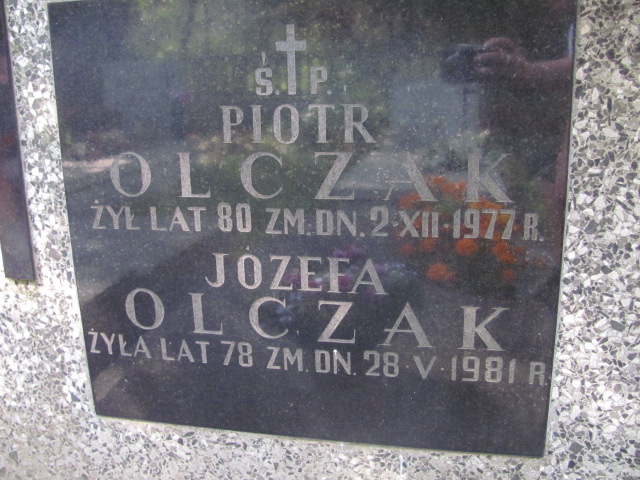 Ś.P.
PIOTR
OLCZAK
ŻYŁ LAT 80 ZM. DN. 2·XII·1977 R.
JÓZEFA
OLCZAK
ŻYŁA LAT 78 ZM. DN. 28·V·1981 R.